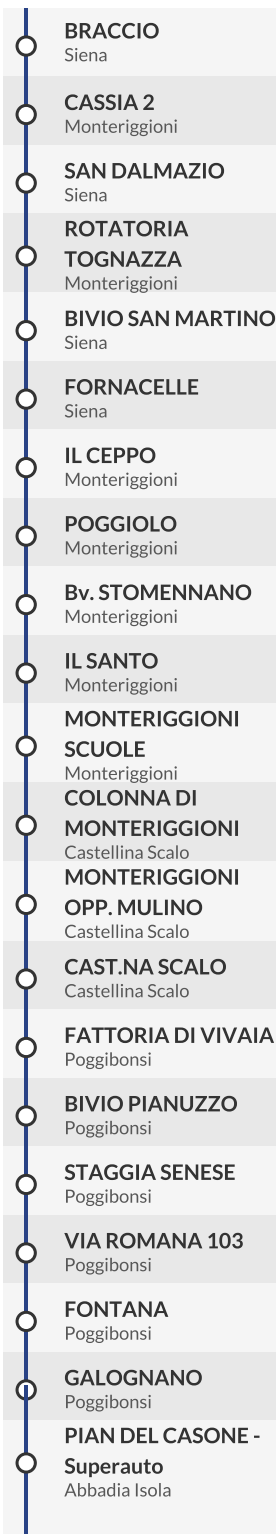 BRACCIO
Siena
CASSIA 2
Monteriggioni
SAN DALMAZIO
Siena
ROTATORIA
TOGNAZZA
Monteriggioni
BIVIO SAN MARTINO
Siena
FORNACELLE
Siena
IL CEPPO
Monteriggioni
POGGIOLO
Monteriggioni
Bv. STOMENNANO
Monteriggioni
IL SANTO
Monteriggioni
MONTERIGGIONI
SCUOLE
Monteriggioni
COLONNA DI
MONTERIGGIONI
Castellina Scalo
MONTERIGGIONI
OPP. MULINO
Castellina Scalo
CAST.NA SCALO
Castellina Scalo
FATTORIA DI VIVAIA
Poggibonsi
BIVIO PIANUZZO
Poggibonsi
STAGGIA SENESE
Poggibonsi
VIA ROMANA 103
Poggibonsi
FONTANA
Poggibonsi
GALOGNANO
Poggibonsi
PIAN DEL CASONE -
Superauto
Abbadia Isola